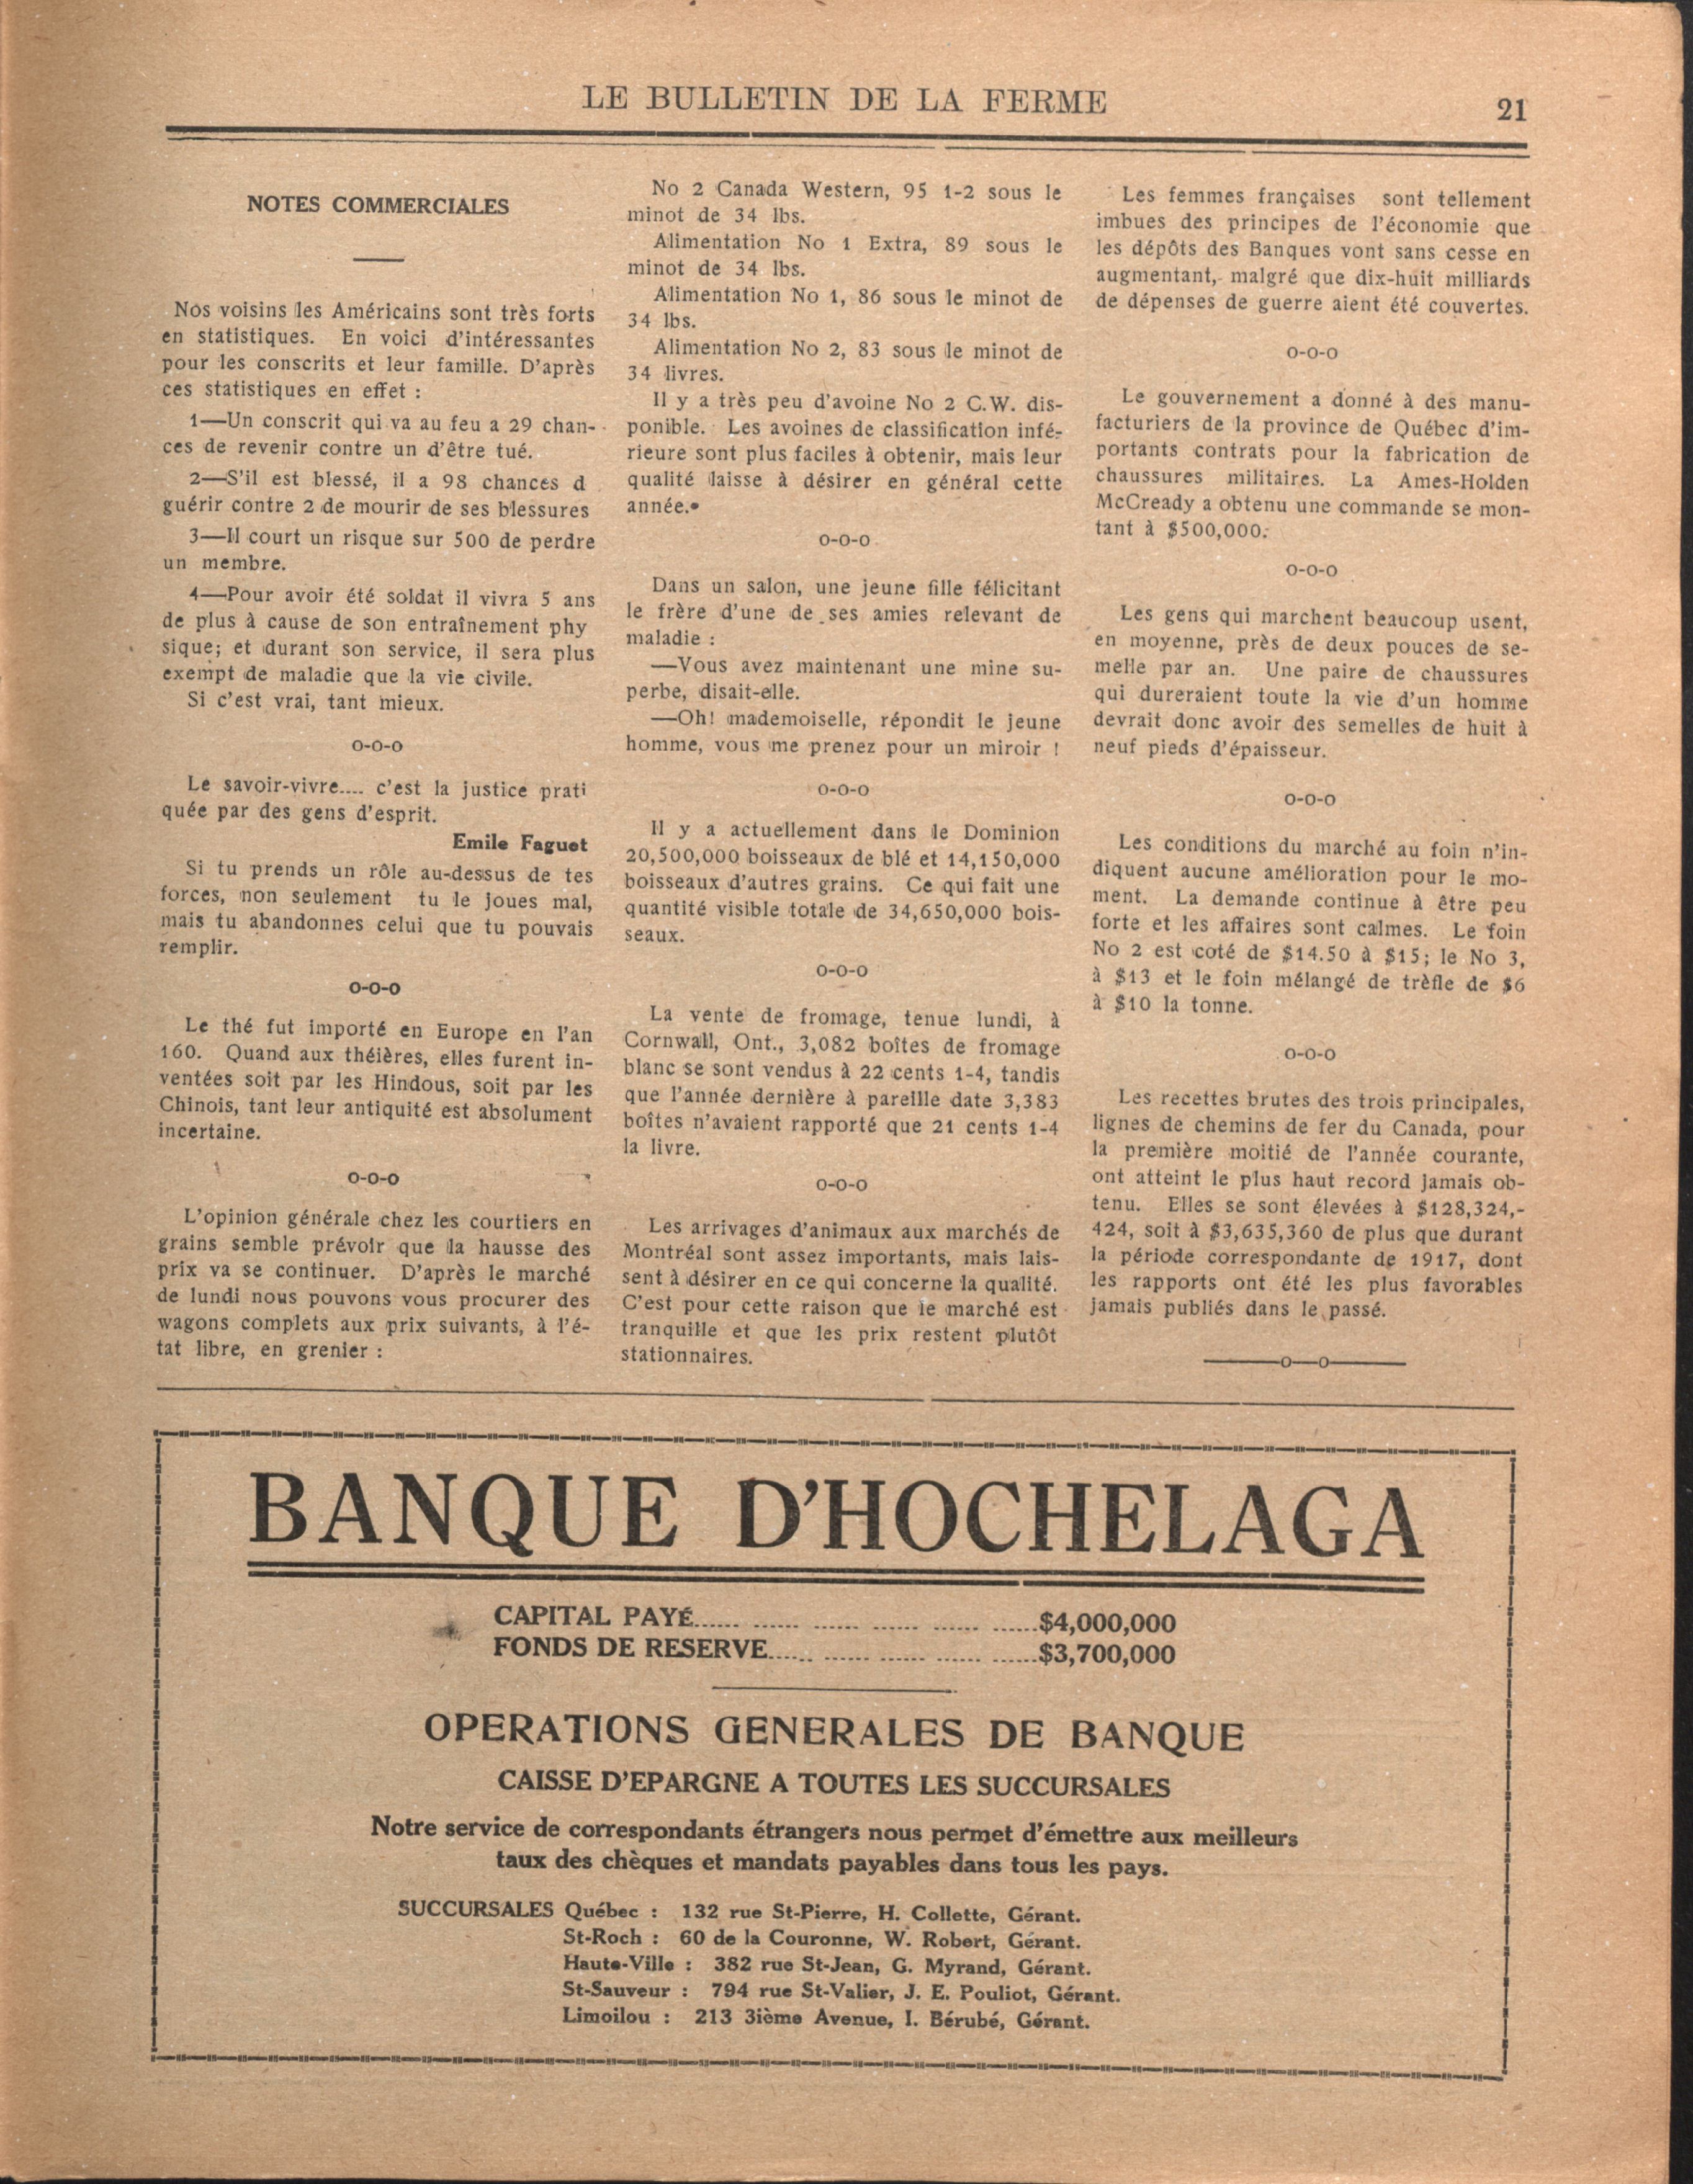 LE BULLETIN DE LA FERME
21
NOTES COMMERCIALES
Nos voisins les Américains sont très forts
en statistiques. En voici d'intéressantes
pour les conscrits et leur famille. D'après
ces statistiques en effet :
1—Un conscrit qui va au feu a 29 chan-
ces de revenir contre un d'être tué.
2—S'il est blessé, il a 98 chances d
guérir contre 2 de mourir de ses blessures
3—Il court un risque sur 500 de perdre
un membre.
4—Pour avoir été soldat il vivra 5 ans
de plus à cause de son entraînement phy
sique; et durant son service, il sera plus
exempt de maladie que la vie civile.
Si c'est vrai, tant mieux.
o-o-o
Le savoir-vivre.... c'est la justice prati
quée par des gens d'esprit.
Emile Faguet
Si tu prends un rôle au-dessus de tes
forces, non seulement tu le joues mal,
mais tu abandonnes celui que tu pouvais
remplir.
o-o-o
Le thé fut importé en Europe en l'an
160. Quand aux théières, elles furent in-
ventées soit par les Hindous, soit par les
Chinois, tant leur antiquité est absolument
incertaine.
o-o-o
L'opinion générale chez les courtiers en
grains semble prévoir que la hausse des
prix va se continuer. D'après le marché
de lundi nous pouvons vous procurer des
wagons complets aux prix suivants, à l'é-
tat libre, en grenier :
No 2 Canada Western, 95 1-2 sous le
minot de 34 lbs.
Alimentation No 1 Extra, 89 sous le
minot de 34 lbs.
Alimentation No 1, 86 sous le minot de
34 lbs.
Alimentation No 2, 83 sous le minot de
34 livres.
Il y a très peu d'avoine No 2 C.W. dis-
ponible. Les avoines de classification infé-
rieure sont plus faciles à obtenir, mais leur
qualité laisse à désirer en général cette
année.
o-o-o
Dans un salon, une jeune fille félicitant
le frère d'une de ses amies relevant de
maladie :
—Vous avez maintenant une mine su-
perbe, disait-elle.
—Oh! mademoiselle, répondit le jeune
homme, vous me prenez pour un miroir !
o-o-o
Il y a actuellement dans le Dominion
20,500,000 boisseaux de blé et 14,150,000
boisseaux d'autres grains. Ce qui fait une
quantité visible totale de 34,650,000 bois-
seaux.
o-o-o
La vente de fromage, tenue lundi, à
Cornwall, Ont., 3,082 boîtes de fromage
blanc se sont vendus à 22 cents 1-4, tandis
que l'année dernière à pareille date 3,383
boîtes n'avaient rapporté que 21 cents 1-4
la livre.
o-o-o
Les arrivages d'animaux aux marchés de
Montréal sont assez importants, mais lais-
sent à désirer en ce qui concerne la qualité.
C'est pour cette raison que le marché est
tranquille et que les prix restent plutôt
stationnaires.
Les femmes françaises sont tellement
imbues des principes de l'économie que
les dépôts des Banques vont sans cesse en
augmentant, malgré que dix-huit milliards
de dépenses de guerre aient été couvertes.
o-o-o
Le gouvernement a donné à des manu-
facturiers de la province de Québec d'im-
portants contrats pour la fabrication de
chaussures militaires. La Ames-Holden
McCready a obtenu une commande se mon-
tant à $500,000.
o-o-o
Les gens qui marchent beaucoup usent,
en moyenne, près de deux pouces de se-
melle par an. Une paire de chaussures
qui dureraient toute la vie d'un homme
devrait donc avoir des semelles de huit à
neuf pieds d'épaisseur.
o-o-o
Les conditions du marché au foin n'in-
diquent aucune amélioration pour le mo-
ment. La demande continue à être peu
forte et les affaires sont calmes. Le foin
No 2 est coté de $14.50 à $15; le No 3,
à $13 et le foin mélangé de trèfle de $6
à $10 la tonne.
o-o-o
Les recettes brutes des trois principales,
lignes de chemins de fer du Canada, pour
la première moitié de l'année courante,
ont atteint le plus haut record jamais ob-
tenu. Elles se sont élevées à $128,324,-
424, soit à $3,635,360 de plus que durant
la période correspondante de 1917, dont
les rapports ont été les plus favorables
jamais publiés dans le passé.
o—o
BANQUE D'HOCHELAGA
CAPITAL PAYÉ...... ...... ...... ...... ...... ......$4,000,000
FONDS DE RESERVE...... ...... ...... ...... ......$3,700,000
OPERATIONS GENERALES DE BANQUE
CAISSE D'EPARGNE A TOUTES LES SUCCURSALES
Notre service de correspondants étrangers nous permet d'émettre aux meilleurs
taux des chèques et mandats payables dans tous les pays.
SUCCURSALES Québec : 132 rue St-Pierre, H. Collette, Gérant.
St-Roch : 60 de la Couronne, W. Robert, Gérant.
Haute-Ville : 382 rue St-Jean, G. Myrand, Gérant.
St-Sauveur : 794 rue St-Valier, J. E. Pouliot, Gérant.
Limoilou : 213 3ième Avenue, I. Bérubé, Gérant.